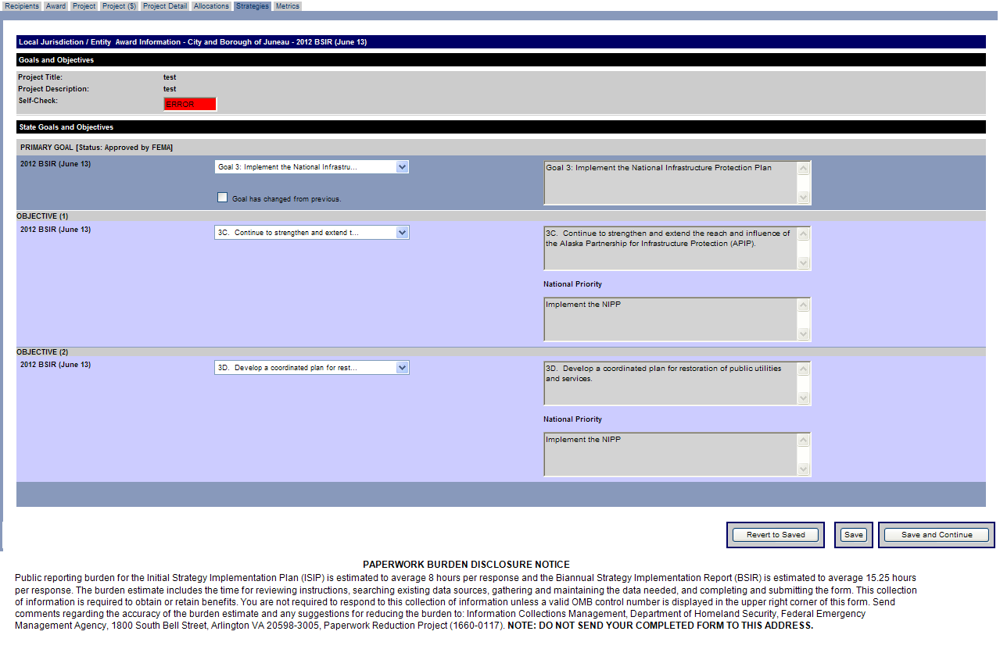 Recipients Award Project Project ($) Project Detail Allocations Strategies Metrics
Local Jurisdiction / Entity Award Information - City and Borough of Juneau - 2012 BSIR (June 13)
Goals and Objectives
Project Title: test
Project Description: test
Self-Check: ERROR
State Goals and Objectives
PRIMARY GOAL [Status: Approved by FEMA]
2012 BSIR (June 13) Goal 3: Implement the National Infrastru... Goal 3: Implement the National Infrastructure Protection Plan
Goal has changed from previous.
OBJECTIVE (1)
2012 BSIR (June 13) 3C. Continue to strengthen and extend t... 3C. Continue to strengthen and extend the reach and influence of
the Alaska Partnership for Infrastructure Protection (APIP).
National Priority
Implement the NIPP
OBJECTIVE (2)
2012 BSIR (June 13) 3D. Develop a coordinated plan for rest... 3D. Develop a coordinated plan for restoration of public utilities
and services.
National Priority
Implement the NIPP
Revert to Saved Save Save and Continue
PAPERWORK BURDEN DISCLOSURE NOTICE
Public reporting burden for the Initial Strategy Implementation Plan (ISIP) is estimated to average 8 hours per response and the Biannual Strategy Implementation Report (BSIR) is estimated to average 15.25 hours
per response. The burden estimate includes the time for reviewing instructions, searching existing data sources, gathering and maintaining the data needed, and completing and submitting the form. This collection
of information is required to obtain or retain benefits. You are not required to respond to this collection of information unless a valid OMB control number is displayed in the upper right corner of this form. Send
comments regarding the accuracy of the burden estimate and any suggestions for reducing the burden to: Information Collections Management, Department of Homeland Security, Federal Emergency
Management Agency, 1800 South Bell Street, Arlington VA 20598-3005, Paperwork Reduction Project (1660-0117). NOTE: DO NOT SEND YOUR COMPLETED FORM TO THIS ADDRESS.